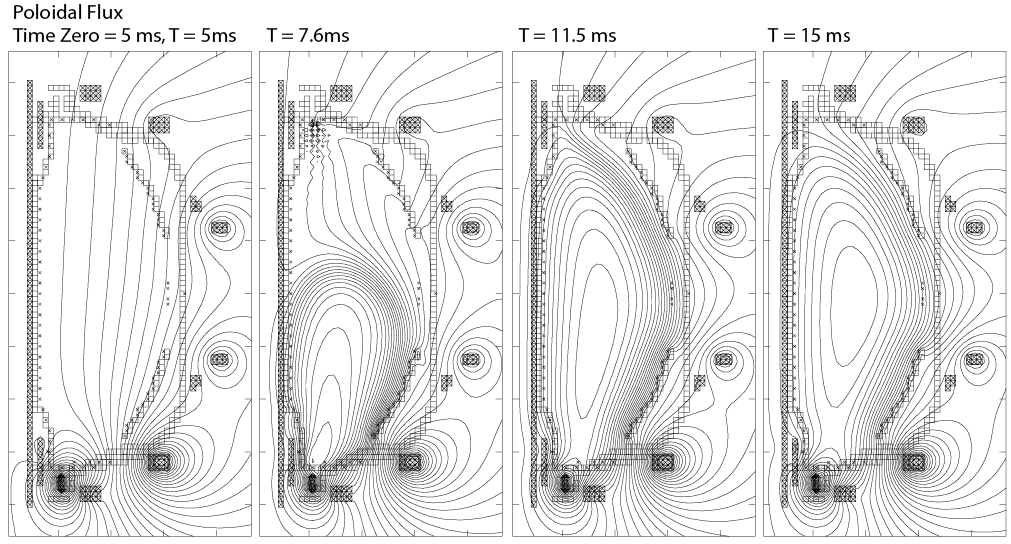 Poloidal Flux
Time Zero = 5 ms, T = 5ms
T = 7.6ms
T = 11.5 ms
T = 15 ms